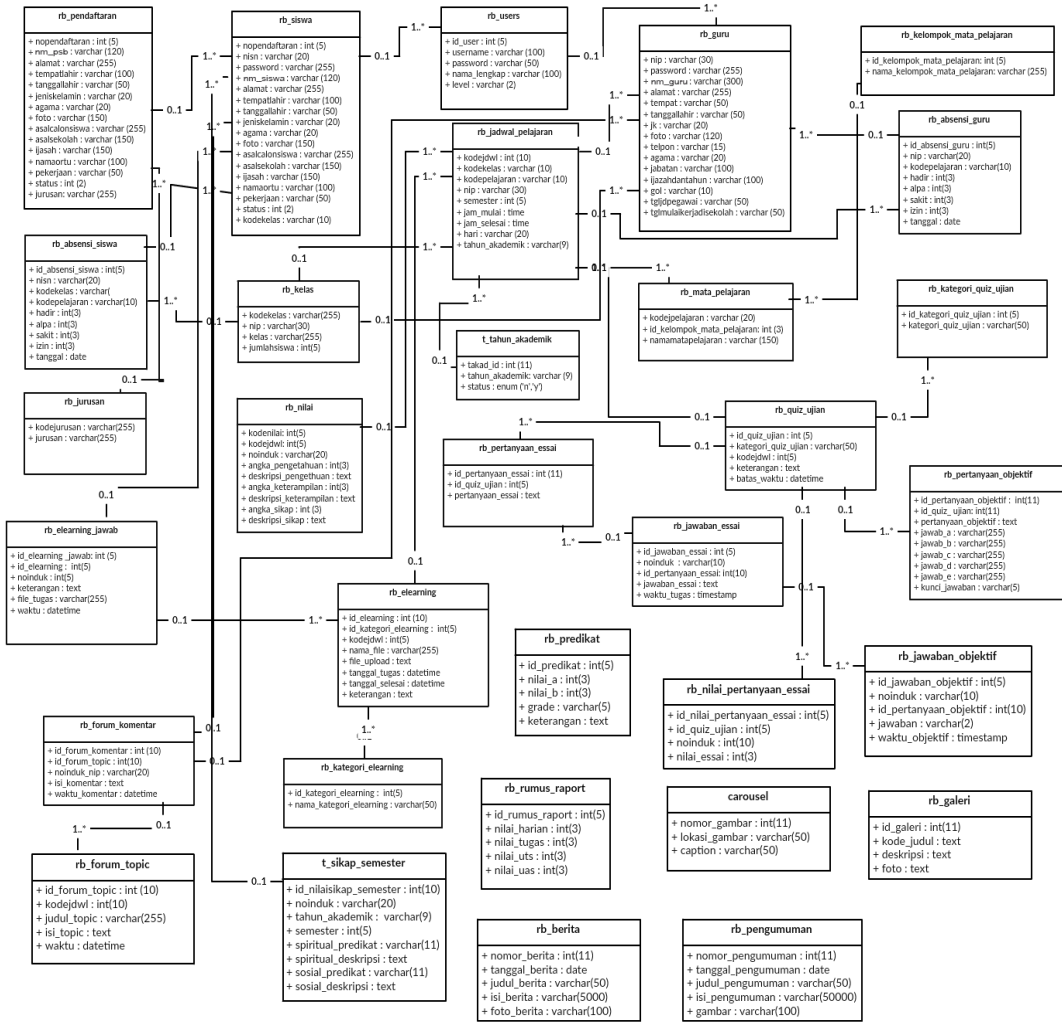 rb_pendaftaran
+ nopendaftaran : int (5)
+ nm_psb : varchar (120)
+ alamat : varchar (255)
+ tempatlahir : varchar (100)
+ tanggallahir : varchar (50)
+ jeniskelamin : varchar (20)
+ agama : varchar (20)
+ foto : varchar (150)
+ asalcalonsiswa : varchar (255)
+ asalsekolah : varchar (150)
+ ijasah : varchar (150)
+ namaortu : varchar (100)
+ pekerjaan : varchar (50)
+ status : int (2)
+ jurusan: varchar (255)
rb_siswa
+ nopendaftaran : int (5)
+ nisn : varchar (20)
+ password : varchar (255)
+ nm_siswa : varchar (120)
+ alamat : varchar (255)
+ tempatlahir : varchar (100)
+ tanggallahir : varchar (50)
+ jeniskelamin : varchar (20)
+ agama : varchar (20)
+ foto : varchar (150)
+ asalcalonsiswa : varchar (255)
+ asalsekolah : varchar (150)
+ ijasah : varchar (150)
+ namaortu : varchar (100)
+ pekerjaan : varchar (50)
+ status : int (2)
+ kodekelas : varchar (10)
rb_users
+ id_user : int (5)
+ username : varchar (100)
+ password : varchar (50)
+ nama_lengkap : varchar (100)
+ level : varchar (2)
rb_guru
+ nip : varchar (30)
+ password : varchar (255)
+ nm_guru : varchar (300)
+ alamat : varchar (255)
+ tempat : varchar (50)
+ tanggallahir : varchar (50)
+ jk : varchar (20)
+ foto : varchar (120)
+ telpon : varchar (15)
+ agama : varchar (20)
+ jabatan : varchar (100)
+ ijazahdantahun : varchar (100)
+ gol : varchar (10)
+ tgljdpegawai : varchar (50)
+ tglmulaikerjadisekolah : varchar (50)
rb_kelompok_mata_pelajaran
+ id_kelompok_mata_pelajaran: int (5)
+ nama_kelompok_mata_pelajaran: varchar (255)
rb_absensi_guru
+ id_absensi_guru : int(5)
+ nip : varchar(20)
+ kodepelajaran : varchar(10)
+ hadir : int(3)
+ alpa : int(3)
+ sakit : int(3)
+ izin : int(3)
+ tanggal : date
rb_jadwal_pelajaran
+ kodejdwl : int (10)
+ kodekelas : varchar (10)
+ kodepelajaran : varchar (10)
+ nip : varchar (30)
+ semester : int (5)
+ jam_mulai : time
+ jam_selesai : time
+ hari : varchar (20)
+ tahun_akademik : varchar(9)
rb_absensi_siswa
+ id_absensi_siswa : int(5)
+ nisn : varchar(20)
+ kodekelas : varchar(
+ kodepelajaran : varchar(10)
+ hadir : int(3)
+ alpa : int(3)
+ sakit : int(3)
+ izin : int(3)
+ tanggal : date
rb_kelas
+ kodekelas : varchar(255)
+ nip : varchar(30)
+ kelas : varchar(255)
+ jumlahsiswa : int(5)
t_tahun_akademik
+ takad_id : int (11)
+ tahun_akademik: varchar (9)
+ status : enum ('n','y')
rb_mata_pelajaran
+ kodejpelajaran : varchar (20)
+ id_kelompok_mata_pelajaran : int (3)
+ namamatapelajaran : varchar (150)
rb_kategori_quiz_ujian
+ id_kategori_quiz_ujian : int (5)
+ kategori_quiz_ujian : varchar(50)
rb_jurusan
+ kodejurusan : varchar(255)
+ jurusan : varchar(255)
rb_nilai
+ kodenilai: int(5)
+ kodejdwl: int(5)
+ noinduk : varchar(20)
+ angka_pengetahuan : int(3)
+ deskripsi_pengethuan : text
+ angka_keterampilan : int(3)
+ deskripsi_keterampilan : text
+ angka_sikap : int (3)
+ deskripsi_sikap : text
rb_pertanyaan_essai
+ id_pertanyaan_essai : int (11)
+ id_quiz_ujian : int(5)
+ pertanyaan_essai : text
rb_quiz_ujian
+ id_quiz_ujian : int (5)
+ kategori_quiz_ujian : varchar(50)
+ kodejdwl : int(5)
+ keterangan : text
+ batas_waktu : datetime
rb_pertanyaan_objektif
+ id_pertanyaan_objektif : int(11)
+ id_quiz_ ujian: int(11)
+ pertanyaan_objektif : text
+ jawab_a : varchar(255)
+ jawab_b : varchar(255)
+ jawab_c : varchar(255)
+ jawab_d : varchar(255)
+ jawab_e : varchar(255)
+ kunci_jawaban : varchar(5)
rb_elearning_jawab
+ id_elearning _jawab: int (5)
+ id_elearning : int(5)
+ noinduk : int(5)
+ keterangan : text
+ file_tugas : varchar(255)
+ waktu : datetime
rb_jawaban_essai
+ id_jawaban_essai : int (5)
+ noinduk : varchar(10)
+ id_pertanyaan_essai: int(10)
+ jawaban_essai : text
+ waktu_tugas : timestamp
rb_elearning
+ id_elearning : int (10)
+ id_kategori_elearning : int(5)
+ kodejdwl : int(5)
+ nama_file : varchar(255)
+ file_upload : text
+ tanggal_tugas : datetime
+ tanggal_selesai : datetime
+ keterangan : text
rb_predikat
+ id_predikat : int(5)
+ nilai_a : int(3)
+ nilai_b : int(3)
+ grade : varchar(5)
+ keterangan : text
rb_jawaban_objektif
+ id_jawaban_objektif : int(5)
+ noinduk : varchar(10)
+ id_pertanyaan_objektif : int(10)
+ jawaban : varchar(2)
+ waktu_objektif : timestamp
rb_nilai_pertanyaan_essai
+ id_nilai_pertanyaan_essai : int(5)
+ id_quiz_ujian : int(5)
+ noinduk : int(10)
+ nilai_essai : int(3)
rb_forum_komentar
+ id_forum_komentar : int (10)
+ id_forum_topic : int(10)
+ noinduk_nip : varchar(20)
+ isi_komentar : text
+ waktu_komentar : datetime
rb_kategori_elearning
+ id_kategori_elearning : int(5)
+ nama_kategori_elearning : varchar(50)
rb_rumus_raport
+ id_rumus_raport : int(5)
+ nilai_harian : int(3)
+ nilai_tugas : int(3)
+ nilai_uts : int(3)
+ nilai_uas : int(3)
carousel
+ nomor_gambar : int(11)
+ lokasi_gambar : varchar(50)
+ caption : varchar(50)
rb_galeri
+ id_galeri : int(11)
+ kode_judul : text
+ deskripsi : text
+ foto : text
rb_forum_topic
+ id_forum_topic : int (10)
+ kodejdwl : int(10)
+ judul_topic : varchar(255)
+ isi_topic : text
+ waktu : datetime
t_sikap_semester
+ id_nilaisikap_semester : int(10)
+ noinduk : varchar(20)
+ tahun_akademik : varchar(9)
+ semester : int(5)
+ spiritual_predikat : varchar(11)
+ spiritual_deskripsi : text
+ sosial_predikat : varchar(11)
+ sosial_deskripsi : text
rb_berita
+ nomor_berita : int(11)
+ tanggal_berita : date
+ judul_berita : varchar(50)
+ isi_berita : varchar(5000)
+ foto_berita : varchar(100)
rb_pengumuman
+ nomor_pengumuman : int(11)
+ tanggal_pengumuman : date
+ judul_pengumuman : varchar(50)
+ isi_pengumuman : varchar(50000)
+ gambar : varchar(100)